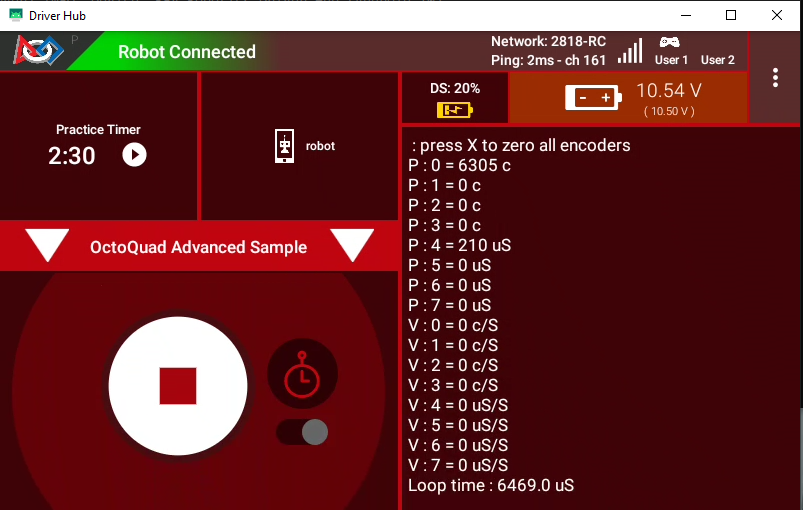 Driver Hub
P
Robot Connected
Network: 2818-RC
Ping: 2ms - ch 161
User 1
User 2
Practice Timer
2:30
robot
DS: 20%
10.54 V
( 10.50 V )
OctoQuad Advanced Sample
: press X to zero all encoders
P : 0 = 6305 c
P : 1 = 0 c
P : 2 = 0 c
P : 3 = 0 c
P : 4 = 210 uS
P : 5 = 0 uS
P : 6 = 0 uS
P : 7 = 0 uS
V : 0 = 0 c/S
V : 1 = 0 c/S
V : 2 = 0 c/S
V : 3 = 0 c/S
V : 4 = 0 uS/S
V : 5 = 0 uS/S
V : 6 = 0 uS/S
V : 7 = 0 uS/S
Loop time : 6469.0 uS